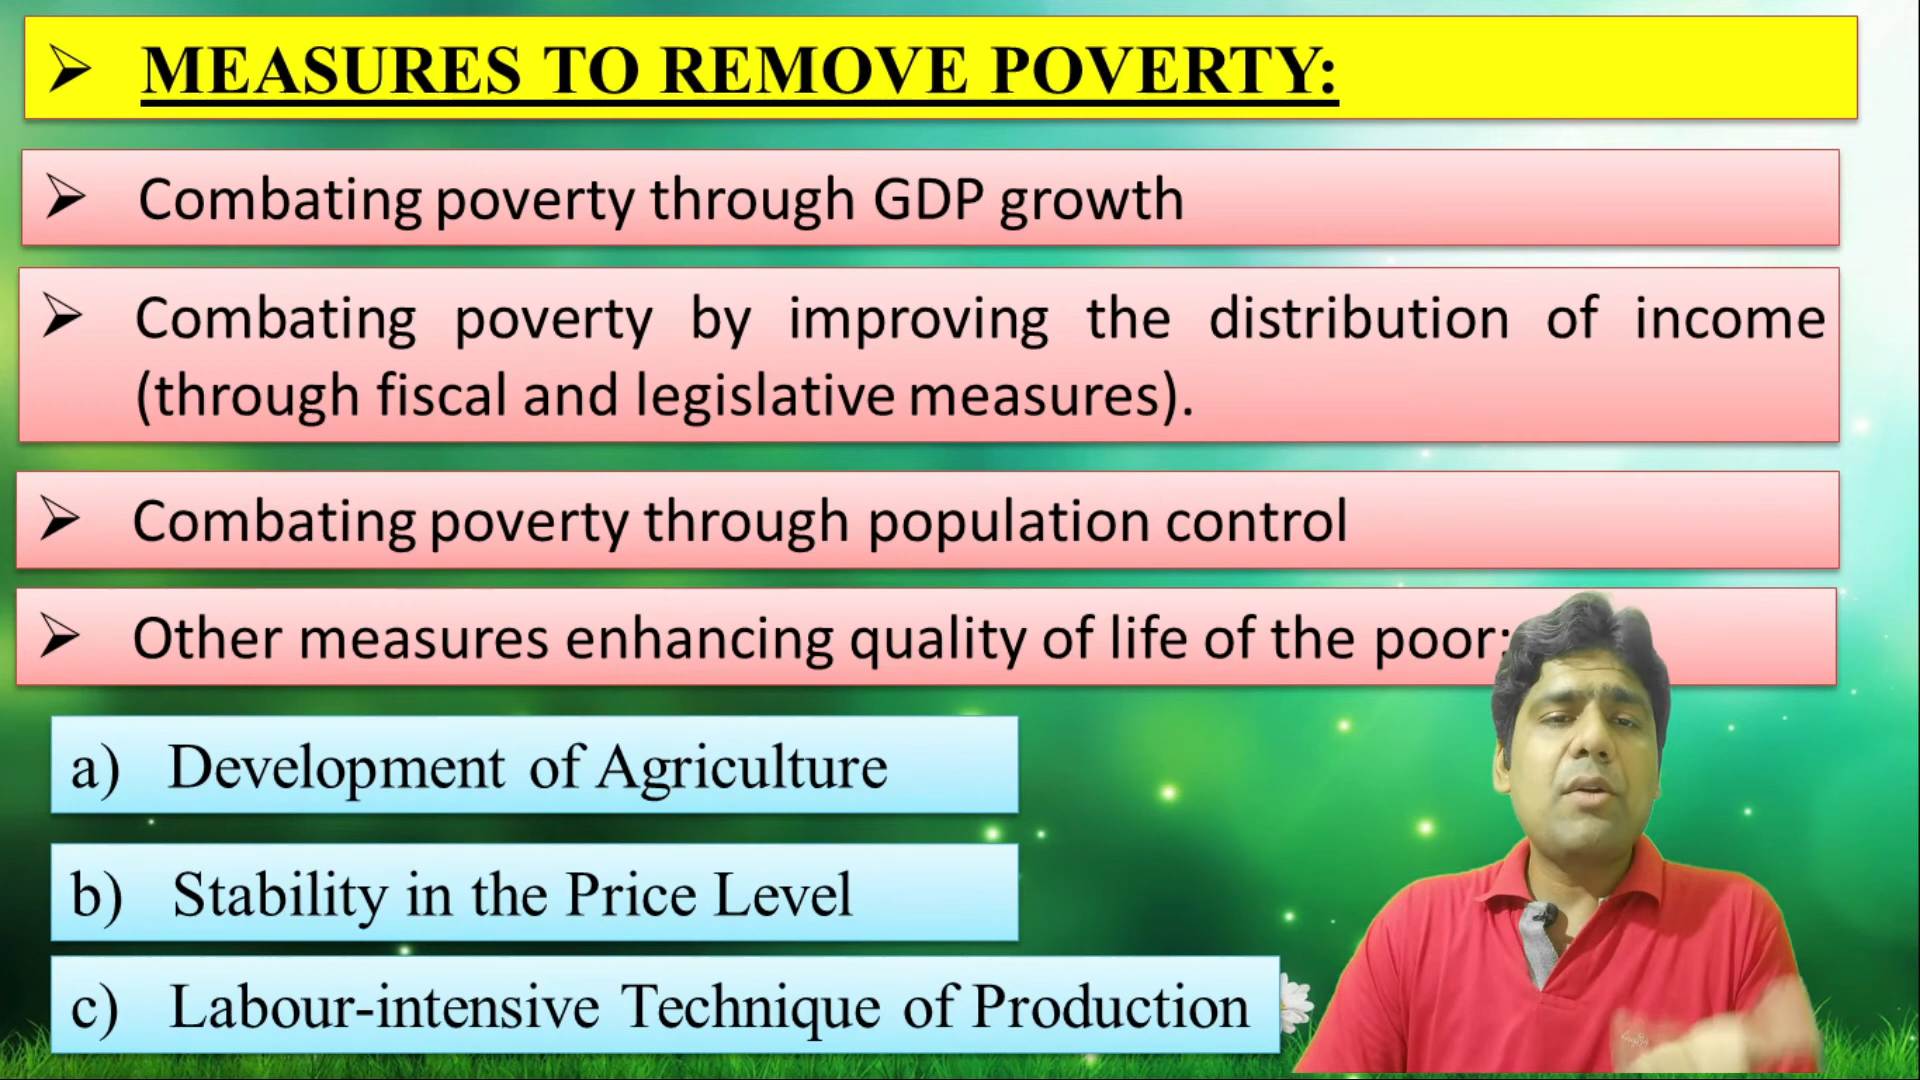 ➢ MEASURES TO REMOVE POVERTY:
➢ Combating poverty through GDP growth
➢ Combating poverty by improving the distribution of income
(through fiscal and legislative measures).
➢ Combating poverty through population control
➢ Other measures enhancing quality of life of the poor:
a) Development of Agriculture
b) Stability in the Price Level
c) Labour-intensive Technique of Production